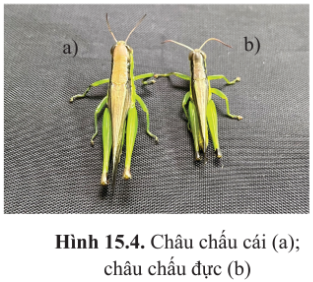 a)
b)
Hình 15.4. Châu chấu cái (a);
châu chấu đực (b)